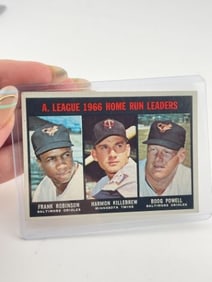 A. LEAGUE 1966 HOME RUN LEADERS
FRANK ROBINSON
BALTIMORE ORIOLES
HARMON KILLEBREW
MINNESOTA TWINS
BOOG POWELL
BALTIMORE ORIOLES